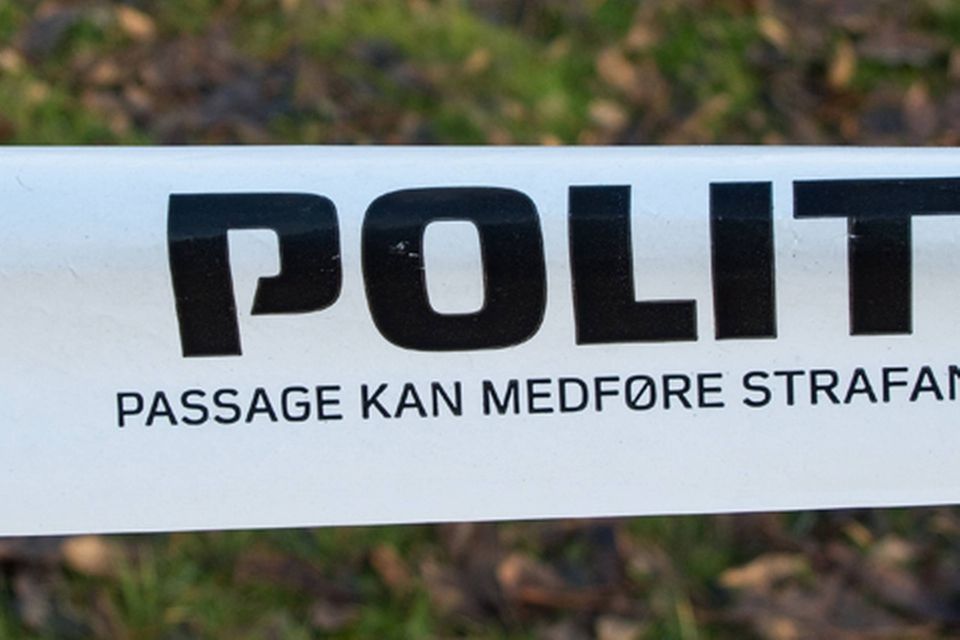 POLIT
PASSAGE KAN MEDFØRE STRAFAN